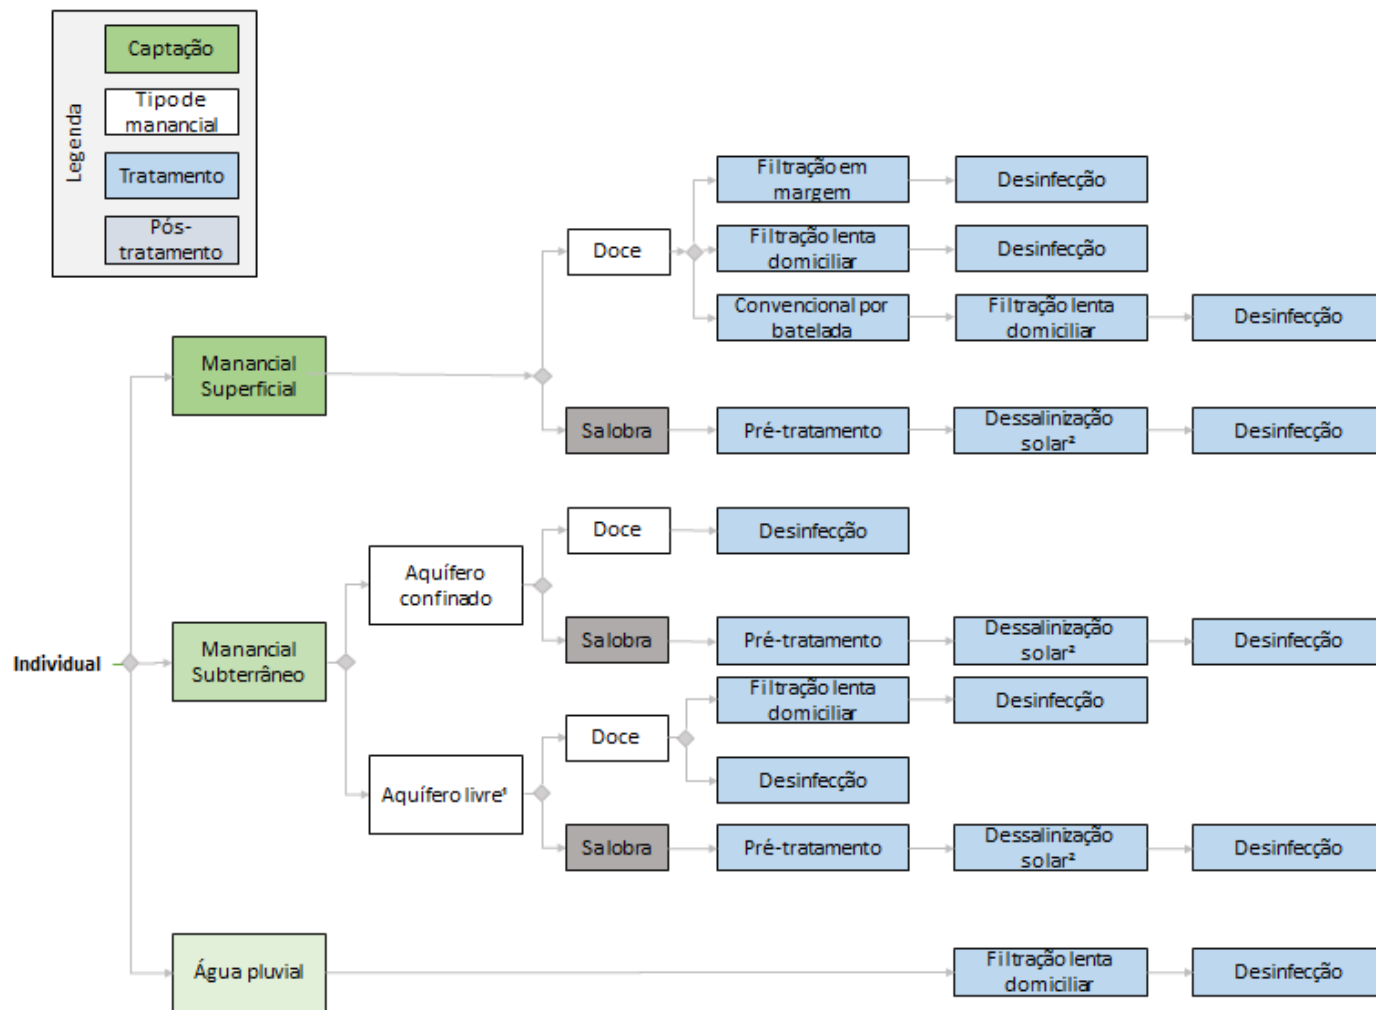 Legenda
Captação
Tipo de
manancial
Tratamento
Pós-
tratamento
Individual
Manancial
Superficial
Doce
Filtração em
margem
Desinfecção
Filtração lenta
domiciliar
Desinfecção
Convencional por
batelada
Filtração lenta
domiciliar
Desinfecção
Salobra
Pré-tratamento
Dessalinização
solar²
Desinfecção
Manancial
Subterrâneo
Aquífero
confinado
Doce
Desinfecção
Salobra
Pré-tratamento
Dessalinização
solar²
Desinfecção
Aquífero livre¹
Doce
Filtração lenta
domiciliar
Desinfecção
Desinfecção
Salobra
Pré-tratamento
Dessalinização
solar²
Desinfecção
Água pluvial
Filtração lenta
domiciliar
Desinfecção